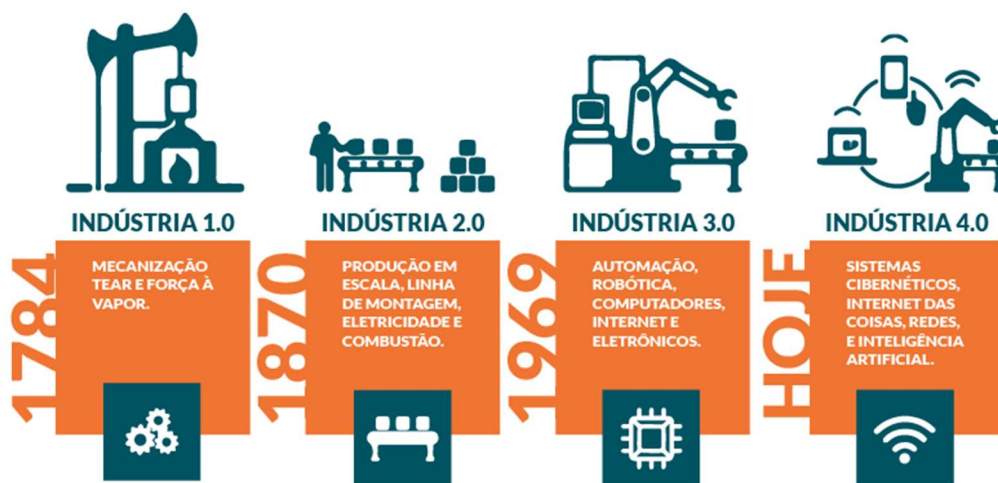 INDÚSTRIA 1.0
1784
MECANIZAÇÃO
TEAR E FORÇA À
VAPOR.
INDÚSTRIA 2.0
1870
PRODUÇÃO EM
ESCALA, LINHA
DE MONTAGEM,
ELETRICIDADE E
COMBUSTÃO.
INDÚSTRIA 3.0
1969
AUTOMAÇÃO,
ROBÓTICA,
COMPUTADORES,
INTERNET E
ELETRÔNICOS.
INDÚSTRIA 4.0
HOJE
SISTEMAS
CIBERNÉTICOS,
INTERNET DAS
COISAS, REDES,
E INTELIGÊNCIA
ARTIFICIAL.